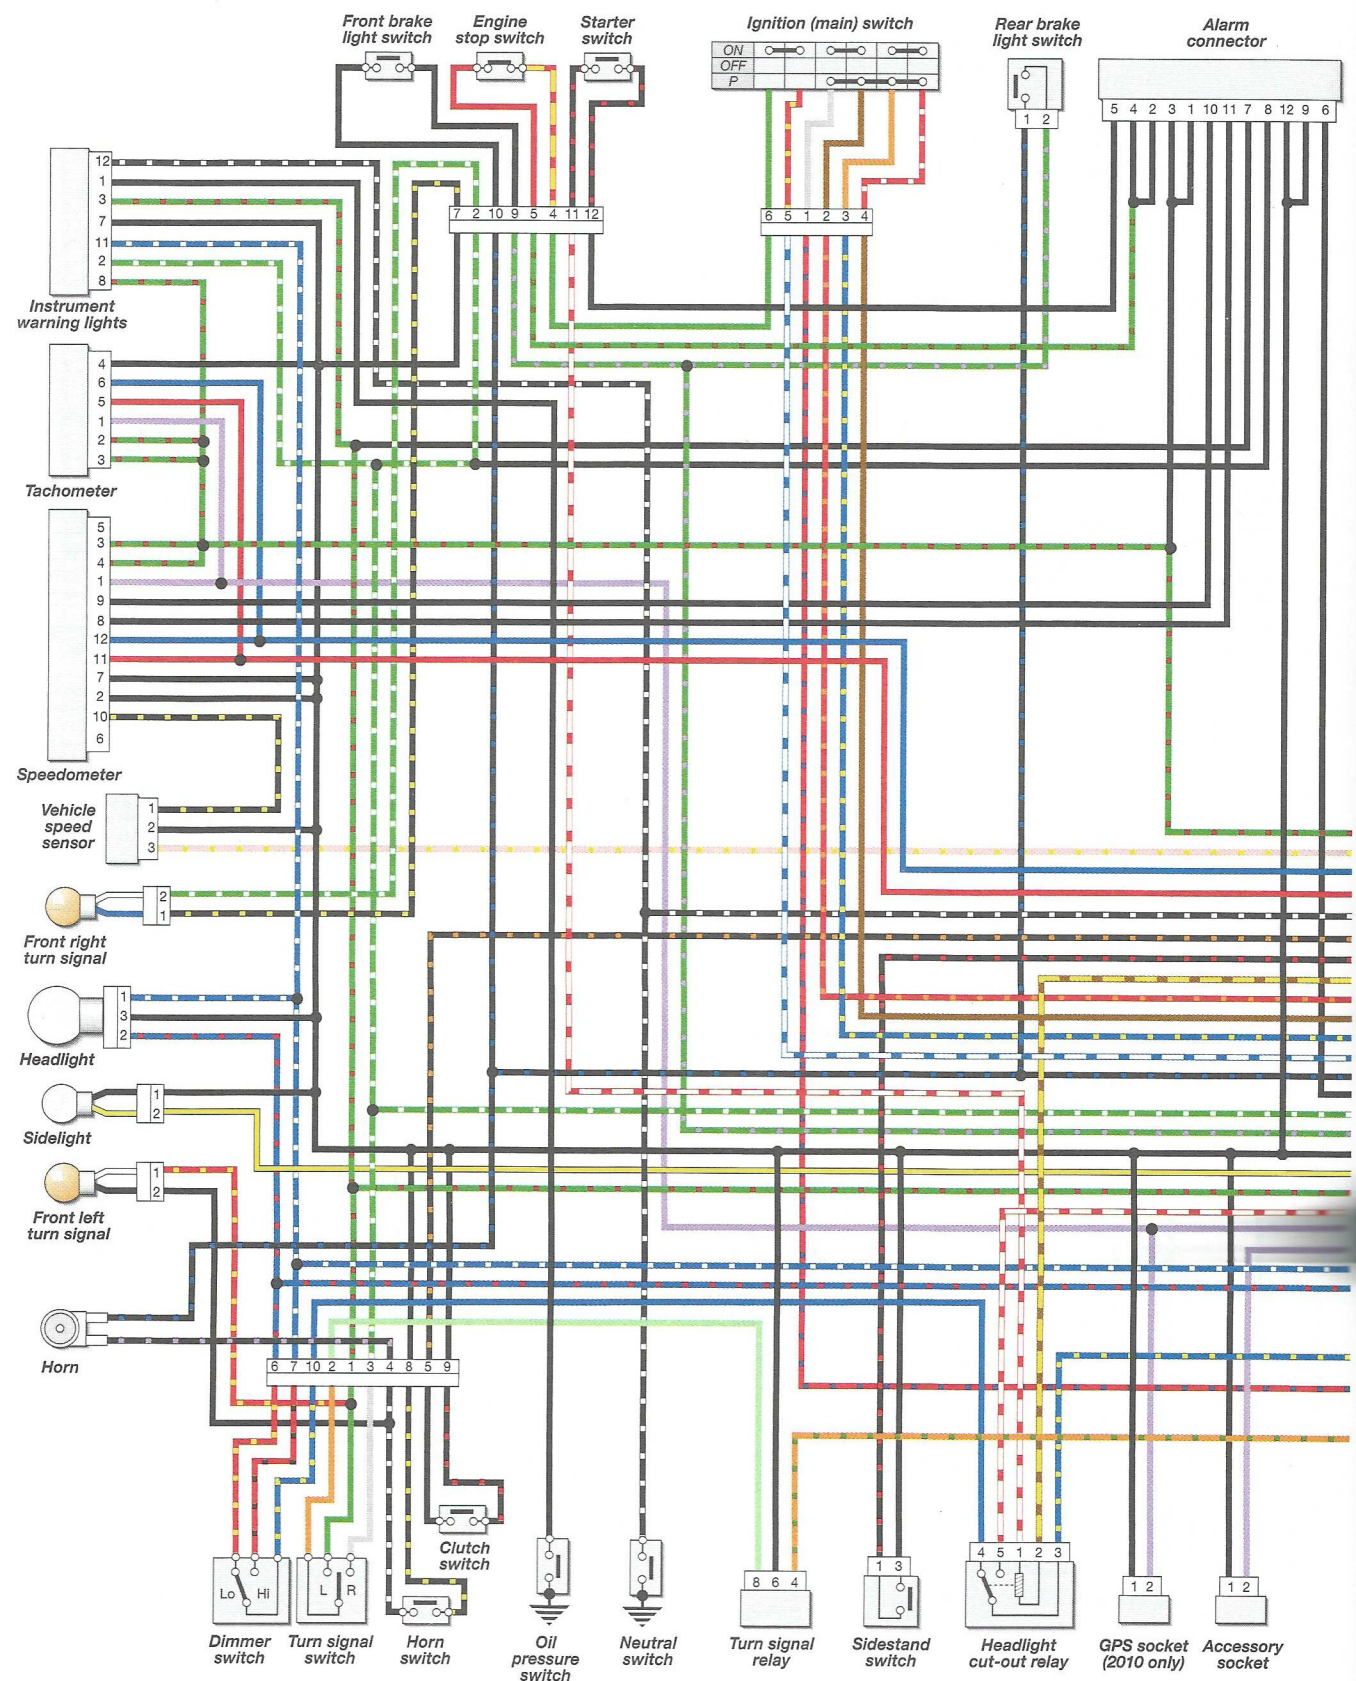 Front brake
light switch
Engine
stop switch
Starter
switch
Ignition (main) switch
Rear brake
light switch
Alarm
connector
ON
OFF
P
5 4 2 3 1 10 11 7 8 12 9 6
1 2
12
1
3
7
11
2
8
Instrument
warning lights
7 2 10 9 5 4 11 12
6 5 1 2 3 4
4
6
5
1
2
3
Tachometer
5
3
4
1
9
8
12
11
7
2
10
6
Speedometer
Vehicle
speed
sensor
1
2
3
2
1
Front right
turn signal
1
3
2
Headlight
1
2
Sidelight
1
2
Front left
turn signal
Horn
6 7 10 2 1 3 4 8 5 9
Lo Hi
L R
Dimmer
switch
Turn signal
switch
Horn
switch
Clutch
switch
Oil
pressure
switch
Neutral
switch
8 6 4
Turn signal
relay
1 3
Sidestand
switch
4 5 1 2 3
Headlight
cut-out relay
1 2
GPS socket
(2010 only)
1 2
Accessory
socket